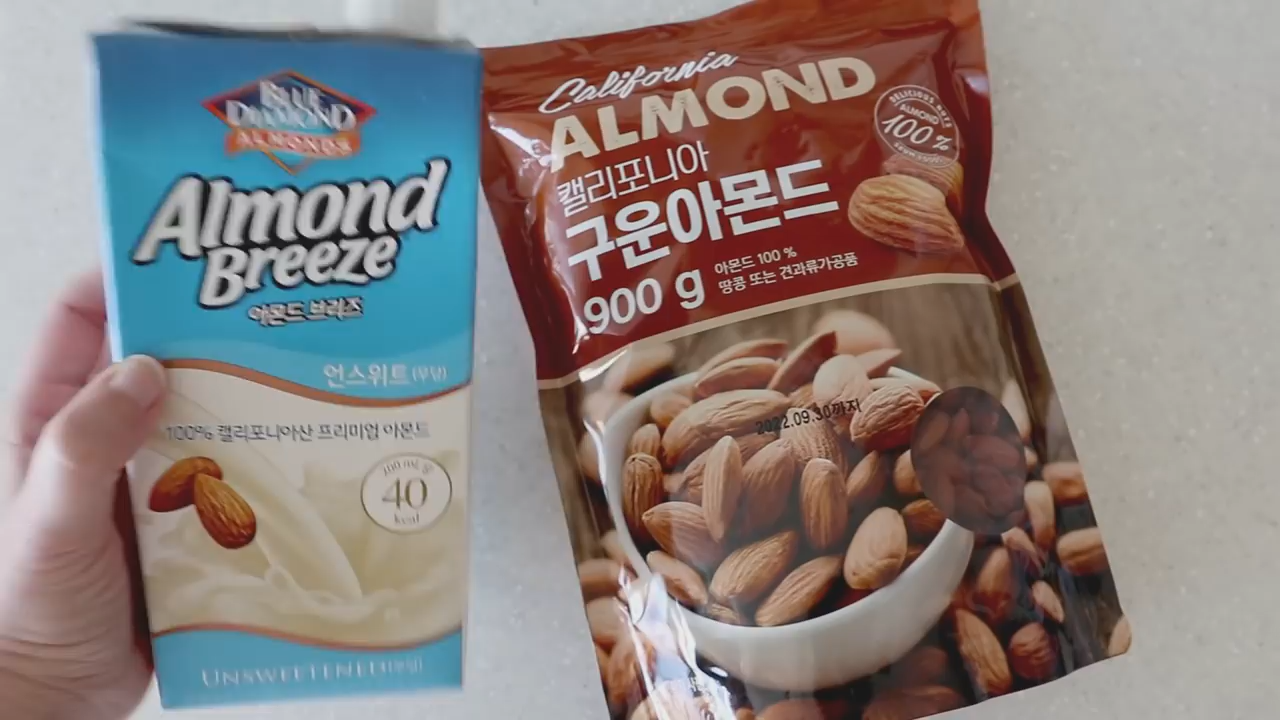 BLUE
DIAMOND
ALMONDS
Almond
Breeze
아몬드 브리즈
언스위트(무당)
100% 캘리포니아산 프리미엄 아몬드
40
kcal
UNSWEETENED(무당)
California
ALMOND
캘리포니아
구운아몬드
900 g
아몬드 100 %
땅콩 또는 견과류가공품
DELICIOUS NUTS
ALMOND
100 %
2022.09.30까지